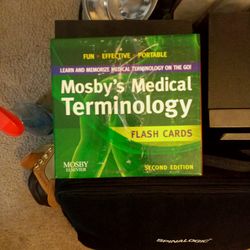 FUN · EFFECTIVE · PORTABLE
LEARN AND MEMORIZE MEDICAL TERMINOLOGY ON THE GO!
Mosby's Medical
Terminology
FLASH CARDS
MOSBY
ELSEVIER
SECOND EDITION
SPINALOGIC